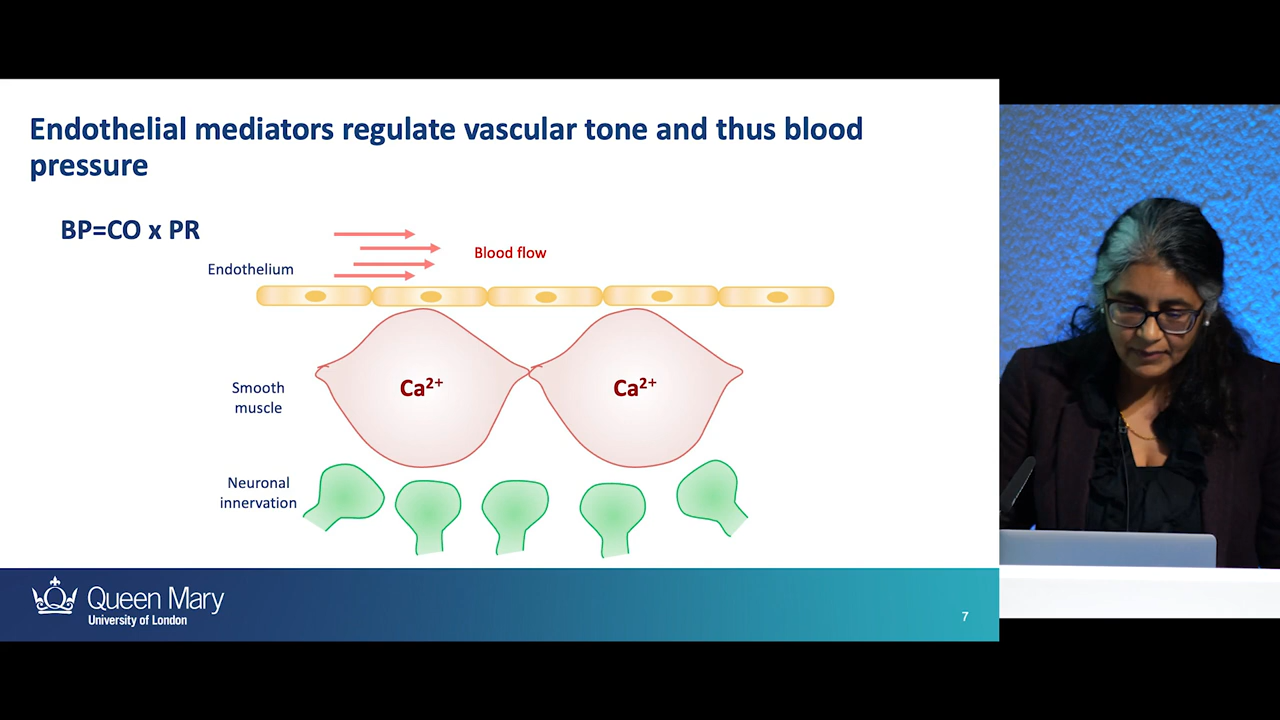 Endothelial mediators regulate vascular tone and thus blood
pressure
BP=CO x PR
Blood flow
Endothelium
Ca²⁺
Ca²⁺
Smooth
muscle
Neuronal
innervation
Queen Mary
University of London
7